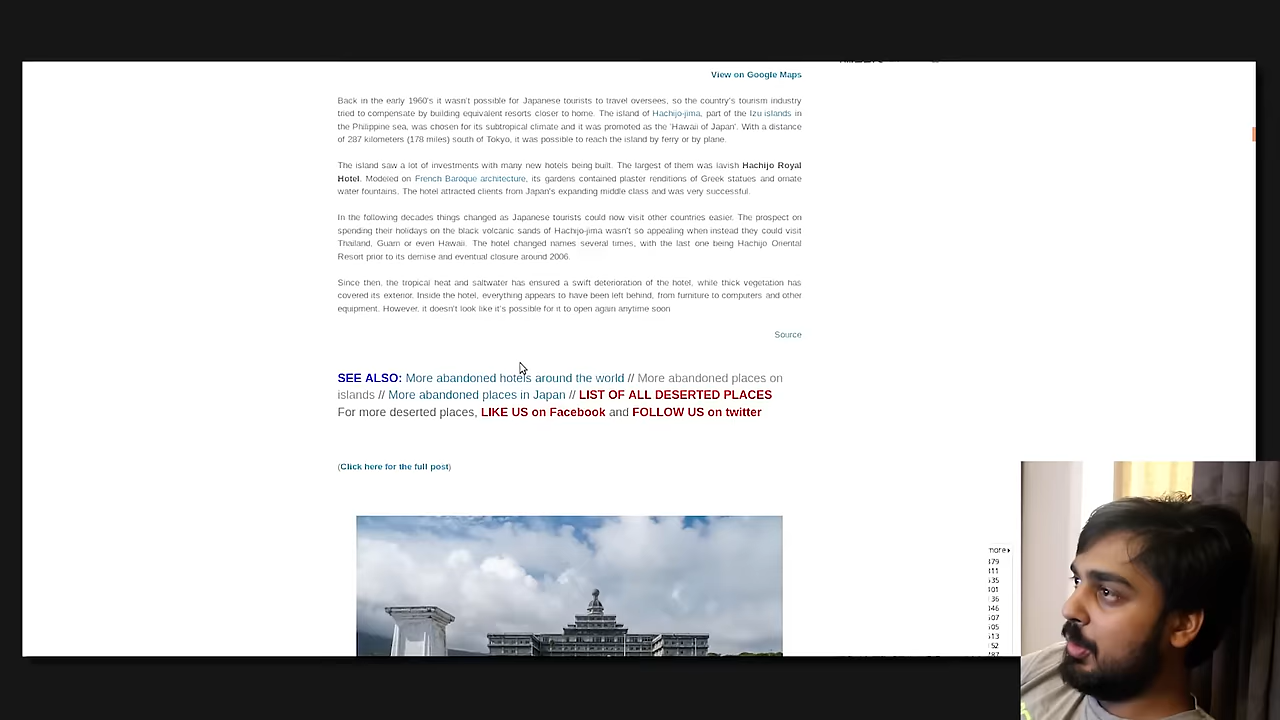 View on Google Maps
Back in the early 1960's it wasn't possible for Japanese tourists to travel oversees, so the country's tourism industry
tried to compensate by building equivalent resorts closer to home. The island of Hachijo-jima, part of the Izu islands in
the Philippine sea, was chosen for its subtropical climate and it was promoted as the 'Hawaii of Japan'. With a distance
of 287 kilometers (178 miles) south of Tokyo, it was possible to reach the island by ferry or by plane.
The island saw a lot of investments with many new hotels being built. The largest of them was lavish Hachijo Royal
Hotel. Modeled on French Baroque architecture, its gardens contained plaster renditions of Greek statues and ornate
water fountains. The hotel attracted clients from Japan's expanding middle class and was very successful.
In the following decades things changed as Japanese tourists could now visit other countries easier. The prospect on
spending their holidays on the black volcanic sands of Hachijo-jima wasn't so appealing when instead they could visit
Thailand, Guam or even Hawaii. The hotel changed names several times, with the last one being Hachijo Oriental
Resort prior to its demise and eventual closure around 2006.
Since then, the tropical heat and saltwater has ensured a swift deterioration of the hotel, while thick vegetation has
covered its exterior. Inside the hotel, everything appears to have been left behind, from furniture to computers and other
equipment. However, it doesn't look like it's possible for it to open again anytime soon
Source
SEE ALSO: More abandoned hotels around the world // More abandoned places on
islands // More abandoned places in Japan // LIST OF ALL DESERTED PLACES
For more deserted places, LIKE US on Facebook and FOLLOW US on twitter
(Click here for the full post)
more